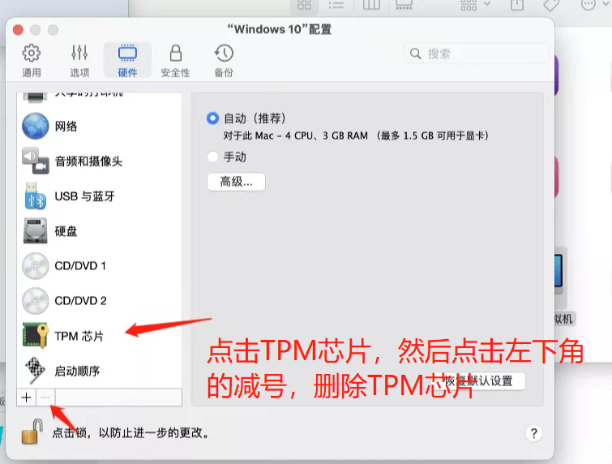 “Windows 10”配置
通用
选项
硬件
安全性
备份
搜索
共享的打印机
网络
音频和摄像头
USB 与蓝牙
硬盘
CD/DVD 1
CD/DVD 2
TPM 芯片
启动顺序
自动（推荐）
对于此 Mac – 4 CPU、3 GB RAM （最多 1.5 GB 可用于显卡）
手动
高级...
点击TPM芯片，然后点击左下角
的减号，删除TPM芯片
恢复默认设置
点击锁，以防止进一步的更改。
?
拟机